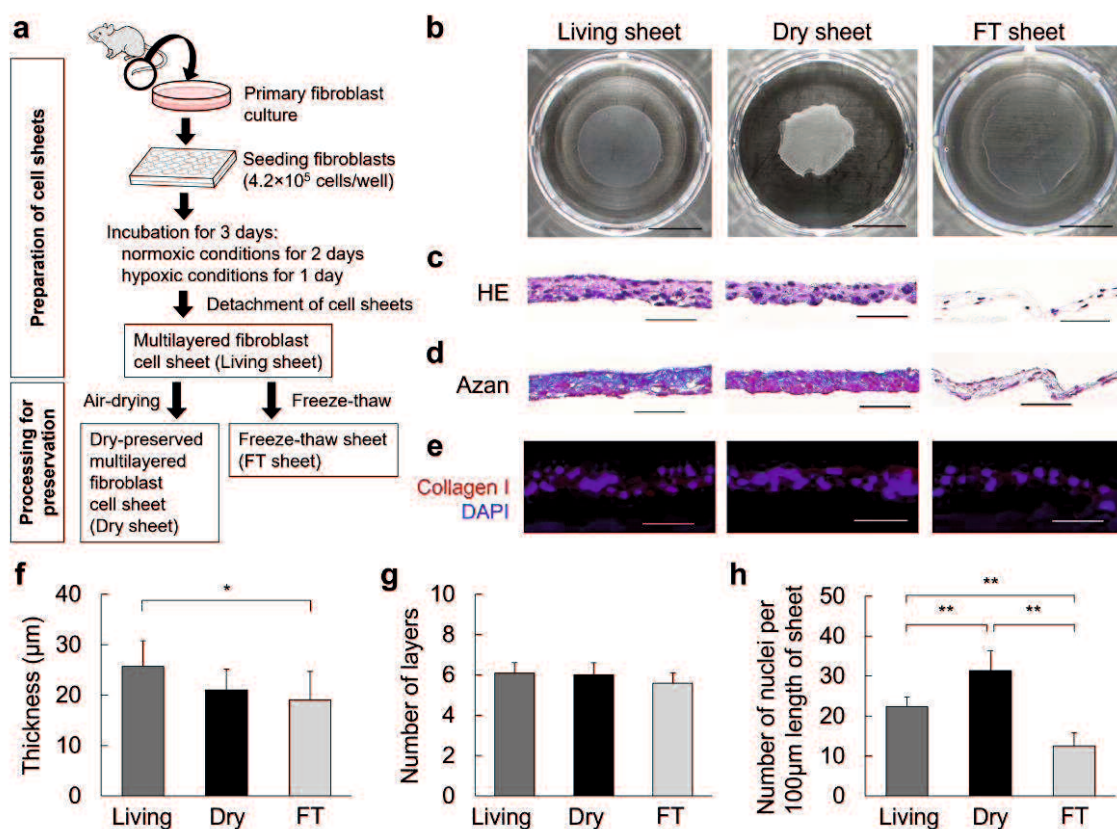 a
Preparation of cell sheets
Processing for
preservation
Primary fibroblast
culture
Seeding fibroblasts
(4.2×10⁵ cells/well)
Incubation for 3 days:
normoxic conditions for 2 days
hypoxic conditions for 1 day
Detachment of cell sheets
Multilayered fibroblast
cell sheet (Living sheet)
Air-drying
Freeze-thaw
Dry-preserved
multilayered
fibroblast
cell sheet
(Dry sheet)
Freeze-thaw sheet
(FT sheet)
b
Living sheet
Dry sheet
FT sheet
c
HE
d
Azan
e
Collagen I
DAPI
f
Thickness (μm)
40
30
20
10
0
*
Living
Dry
FT
g
Number of layers
10
8
6
4
2
0
Living
Dry
FT
h
Number of nuclei per
100μm length of sheet
50
40
30
20
10
0
**
**
**
Living
Dry
FT